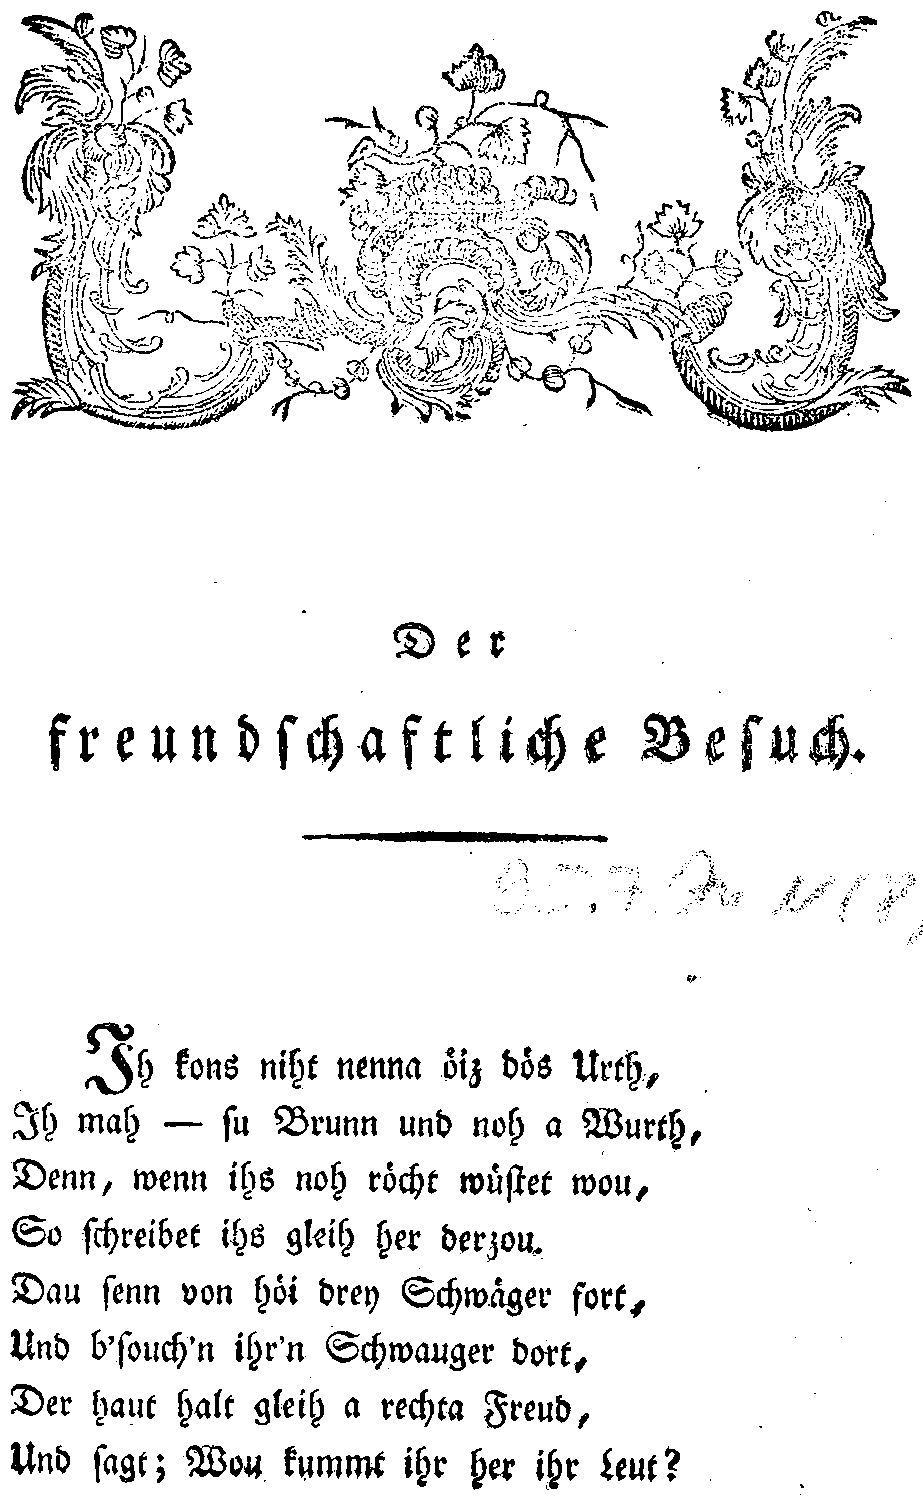 Der
freundschaftliche Besuch.
Ih kons niht nenna öiz dös Urth,
Ih mah — su Brunn und noh a Wurth,
Denn, wenn ihs noh röcht wüstet wou,
So schreibet ihs gleih her derzou.
Dau senn von höi drey Schwäger fort,
Und b'souch'n ihr'n Schwauger dort,
Der haut halt gleih a rechta Freud,
Und sagt; Wou kummt ihr her ihr Leut?